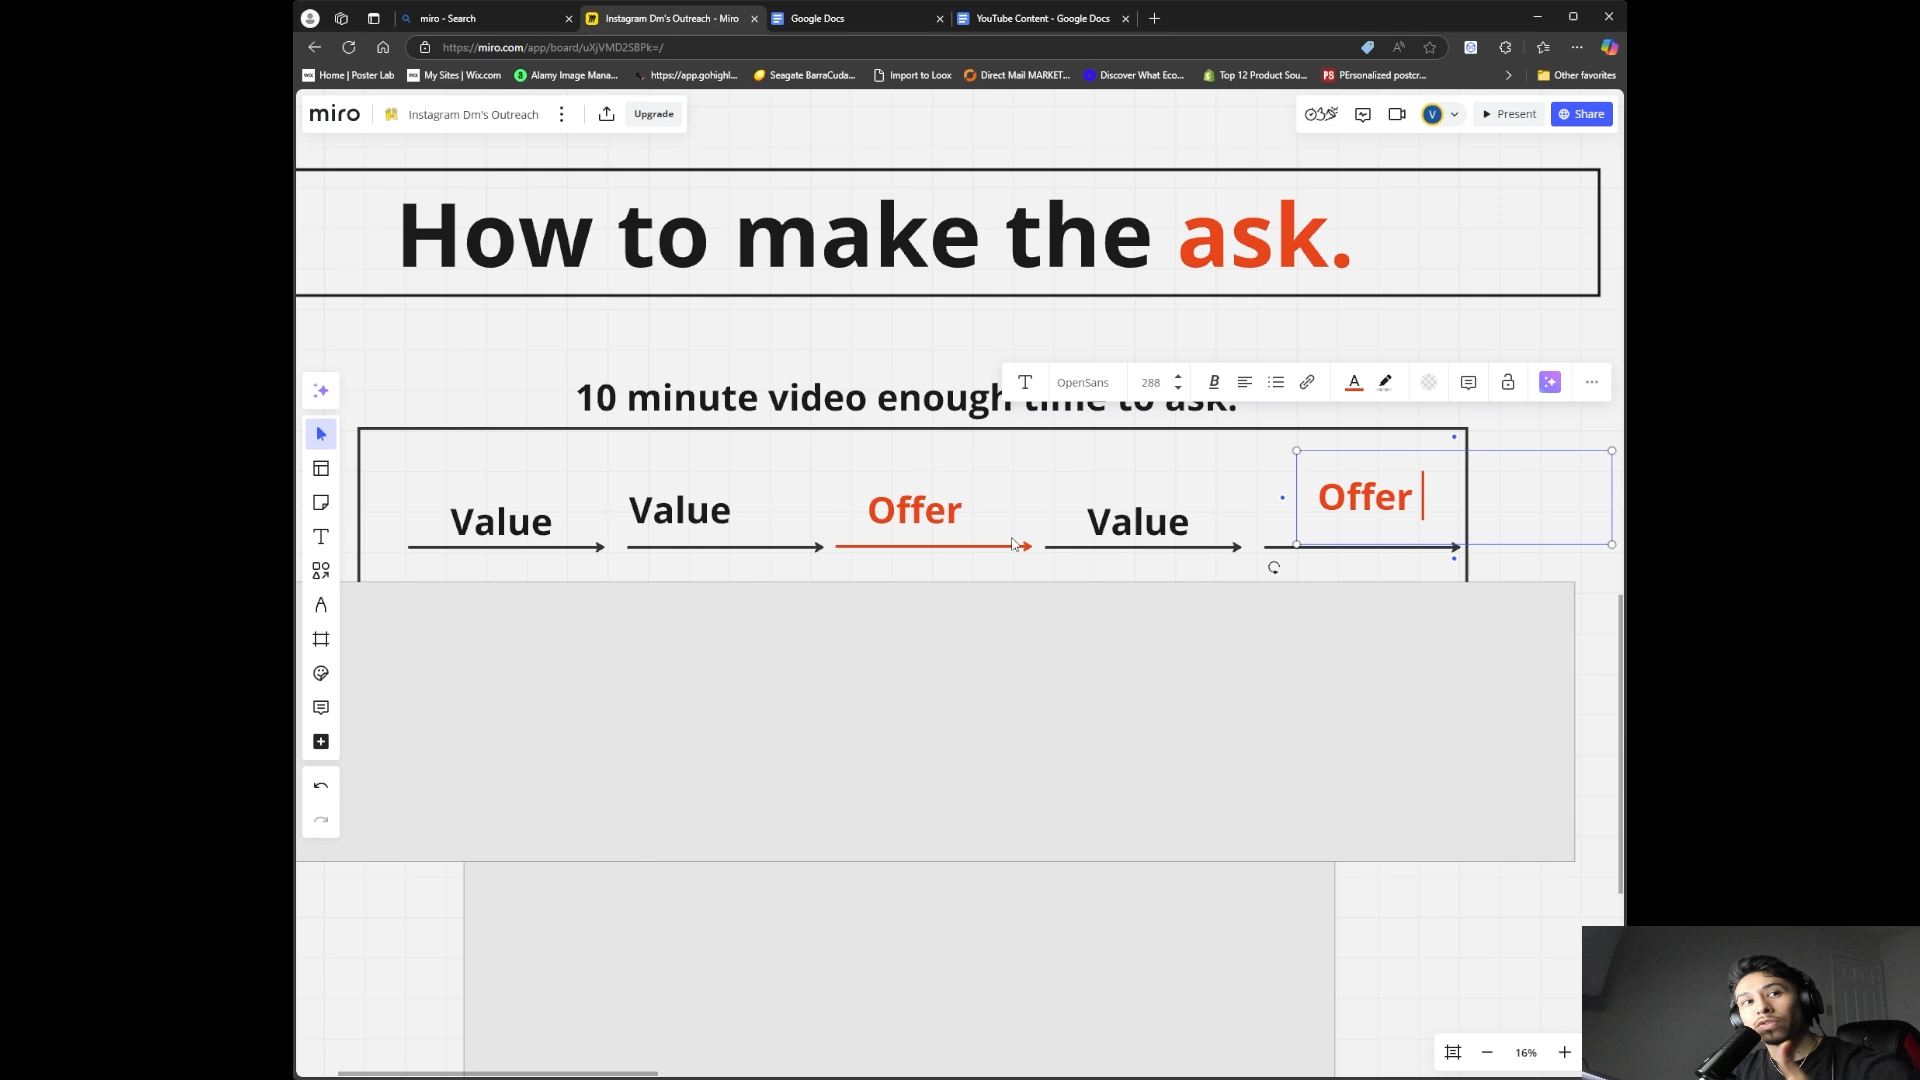 miro - Search
Instagram Dm's Outreach - Miro
Google Docs
YouTube Content - Google Docs
https://miro.com/app/board/uXjVMD2SBPk=/
Home | Poster Lab
My Sites | Wix.com
Alamy Image Mana...
https://app.gohighl...
Seagate BarraCuda...
Import to Loox
Direct Mail MARKET...
Discover What Eco...
Top 12 Product Sou...
PErsonalized postcr...
Other favorites
miro
Instagram Dm's Outreach
Upgrade
V
Present
Share
How to make the ask.
OpenSans
288
10 minute video enough time to ask.
Value
Value
Offer
Value
Offer
16%